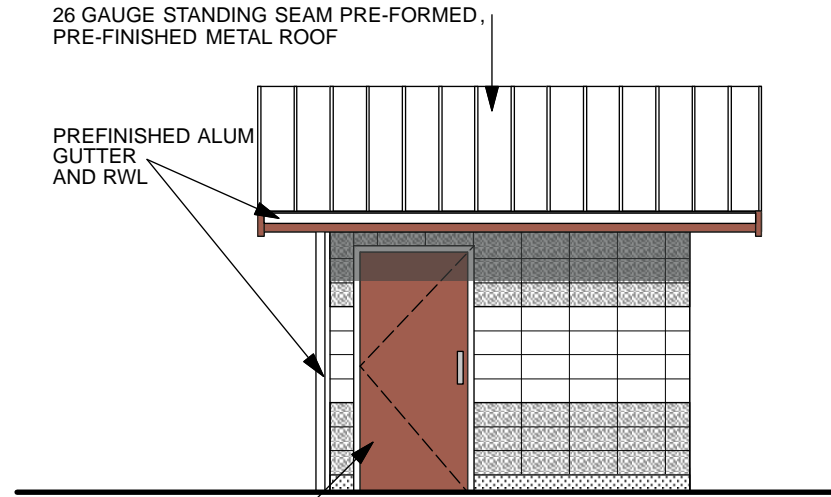 26 GAUGE STANDING SEAM PRE-FORMED,
PRE-FINISHED METAL ROOF
PREFINISHED ALUM
GUTTER
AND RWL